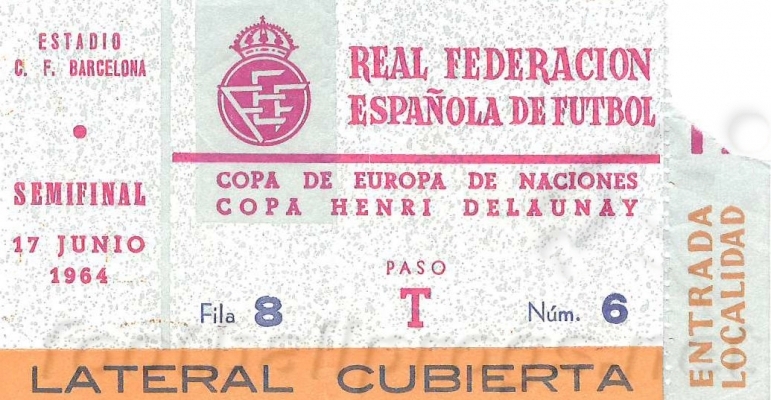 ESTADIO
C. F. BARCELONA
SEMIFINAL
17 JUNIO
1964
REAL FEDERACION
ESPAÑOLA DE FUTBOL
COPA DE EUROPA DE NACIONES
COPA HENRI DELAUNAY
PASO
Fila 8 T Núm. 6
LATERAL CUBIERTA
ENTRADA
LOCALIDAD